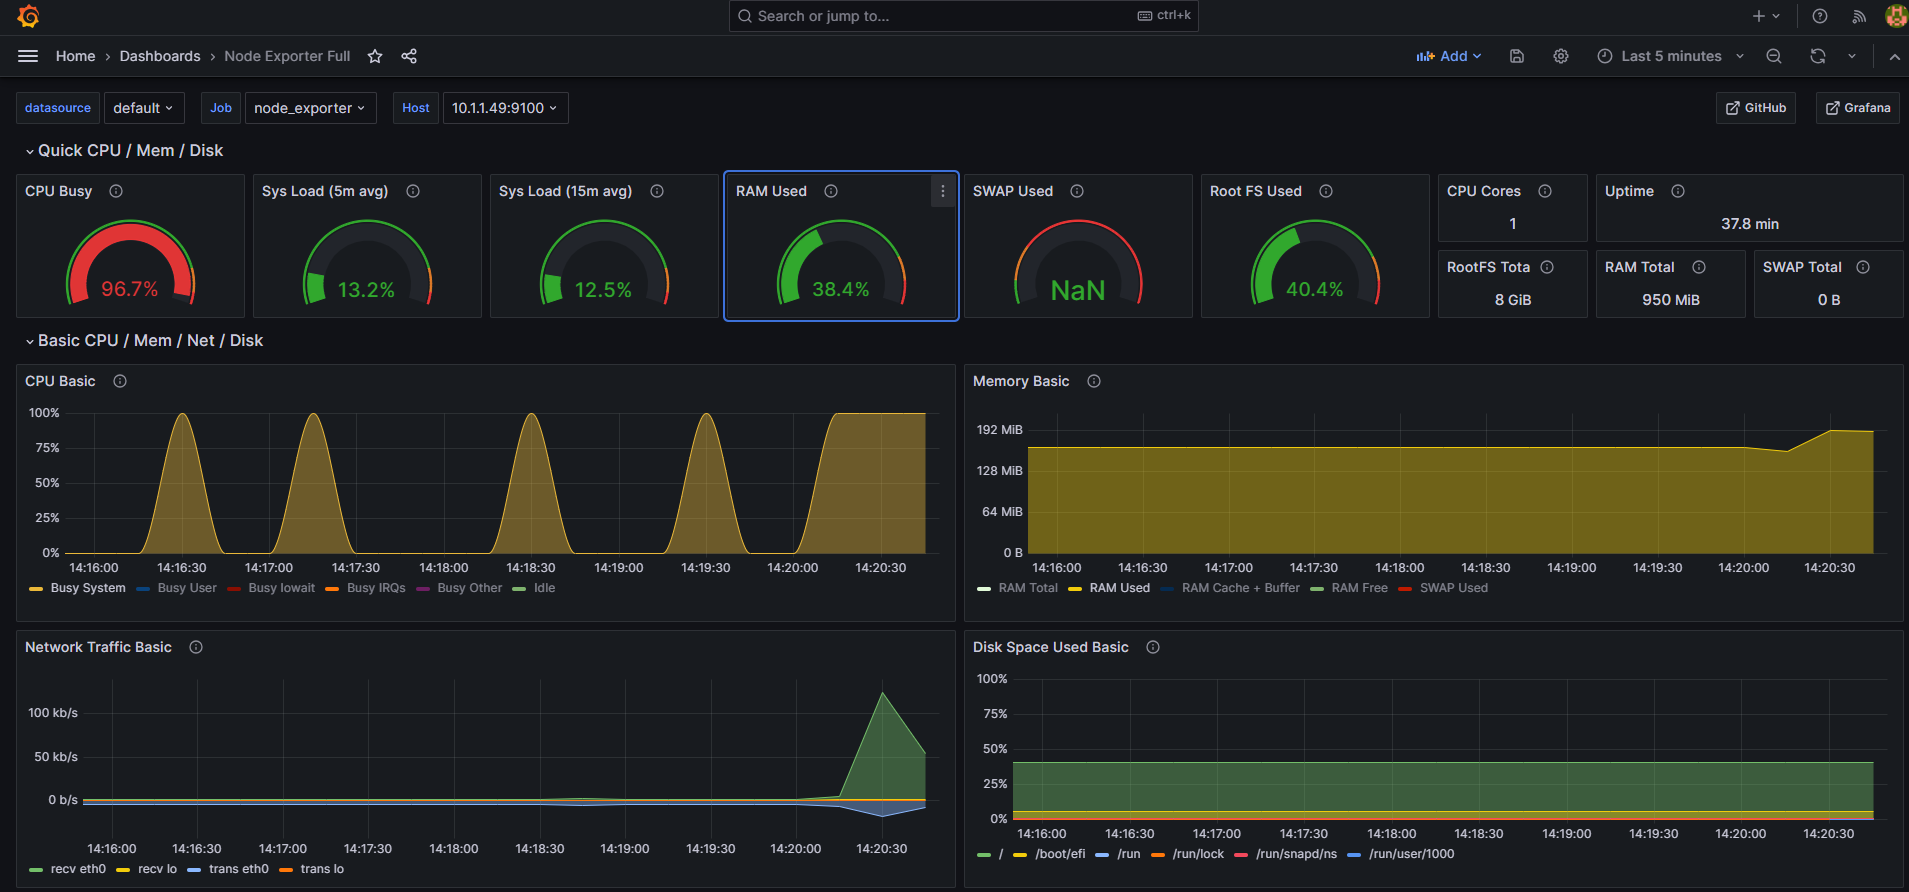 Search or jump to... ctrl+k
Home › Dashboards › Node Exporter Full Add Last 5 minutes
datasource default Job node_exporter Host 10.1.1.49:9100 GitHub Grafana
Quick CPU / Mem / Disk
CPU Busy
96.7%
Sys Load (5m avg)
13.2%
Sys Load (15m avg)
12.5%
RAM Used
38.4%
SWAP Used
NaN
Root FS Used
40.4%
CPU Cores
1
Uptime
37.8 min
RootFS Tota
8 GiB
RAM Total
950 MiB
SWAP Total
0 B
Basic CPU / Mem / Net / Disk
CPU Basic
100%
75%
50%
25%
0%
14:16:00 14:16:30 14:17:00 14:17:30 14:18:00 14:18:30 14:19:00 14:19:30 14:20:00 14:20:30
Busy System Busy User Busy Iowait Busy IRQs Busy Other Idle
Memory Basic
192 MiB
128 MiB
64 MiB
0 B
14:16:00 14:16:30 14:17:00 14:17:30 14:18:00 14:18:30 14:19:00 14:19:30 14:20:00 14:20:30
RAM Total RAM Used RAM Cache + Buffer RAM Free SWAP Used
Network Traffic Basic
100 kb/s
50 kb/s
0 b/s
14:16:00 14:16:30 14:17:00 14:17:30 14:18:00 14:18:30 14:19:00 14:19:30 14:20:00 14:20:30
recv eth0 recv lo trans eth0 trans lo
Disk Space Used Basic
100%
75%
50%
25%
0%
14:16:00 14:16:30 14:17:00 14:17:30 14:18:00 14:18:30 14:19:00 14:19:30 14:20:00 14:20:30
/ /boot/efi /run /run/lock /run/snapd/ns /run/user/1000